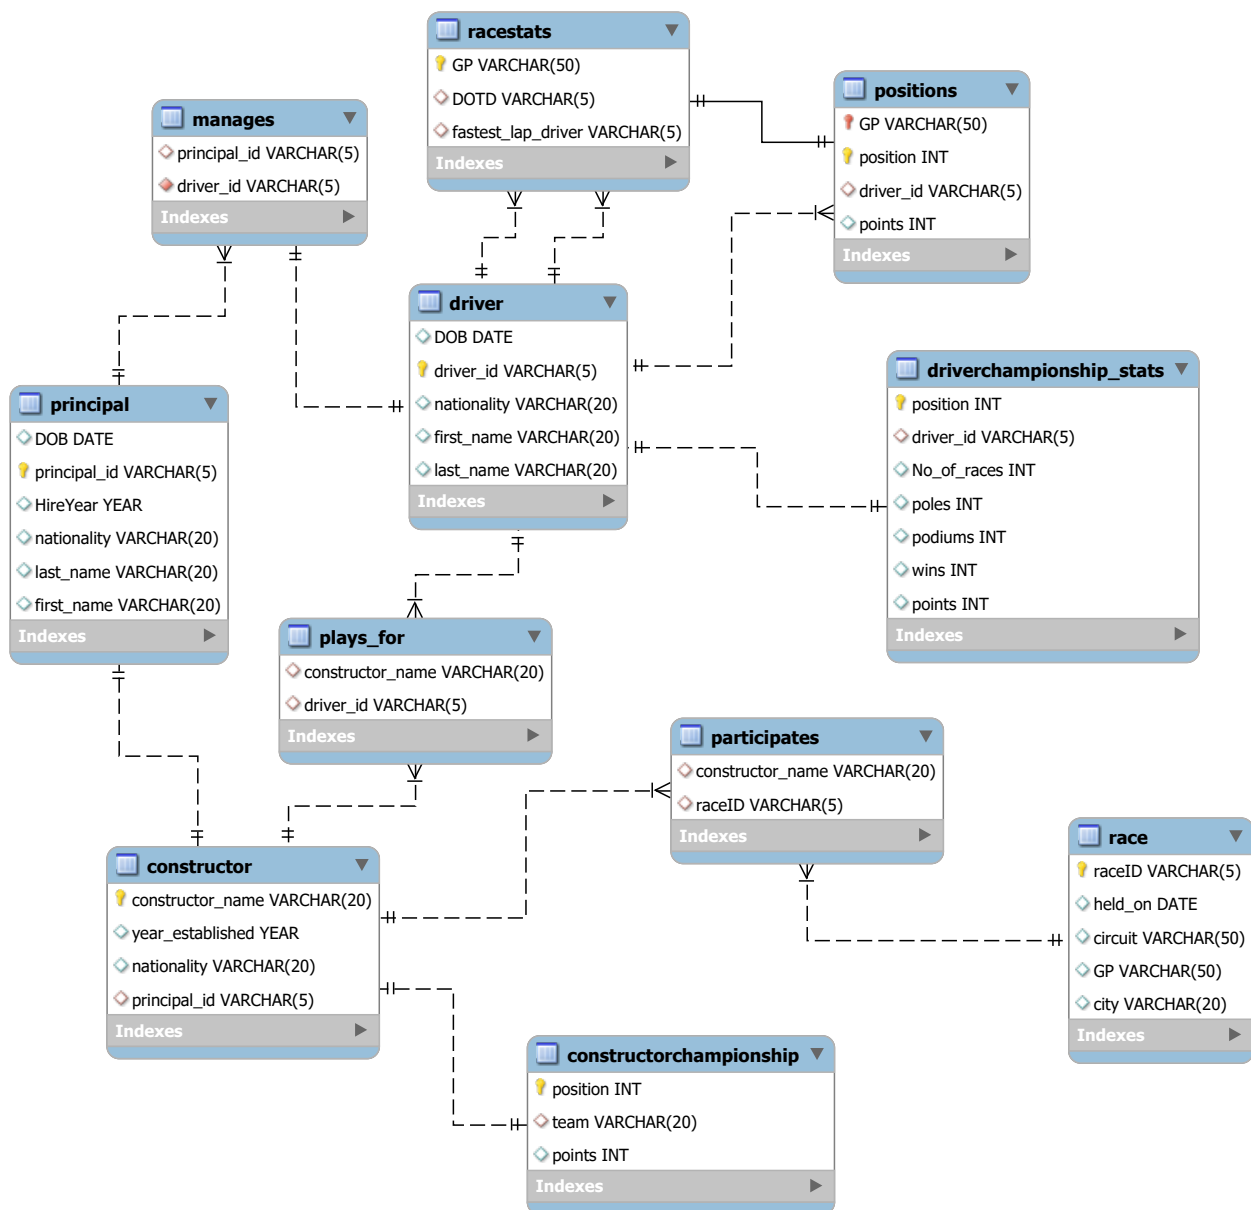 racestats
GP VARCHAR(50)
DOTD VARCHAR(5)
fastest_lap_driver VARCHAR(5)
Indexes
positions
GP VARCHAR(50)
position INT
driver_id VARCHAR(5)
points INT
Indexes
manages
principal_id VARCHAR(5)
driver_id VARCHAR(5)
Indexes
driver
DOB DATE
driver_id VARCHAR(5)
nationality VARCHAR(20)
first_name VARCHAR(20)
last_name VARCHAR(20)
Indexes
driverchampionship_stats
position INT
driver_id VARCHAR(5)
No_of_races INT
poles INT
podiums INT
wins INT
points INT
Indexes
principal
DOB DATE
principal_id VARCHAR(5)
HireYear YEAR
nationality VARCHAR(20)
last_name VARCHAR(20)
first_name VARCHAR(20)
Indexes
plays_for
constructor_name VARCHAR(20)
driver_id VARCHAR(5)
Indexes
participates
constructor_name VARCHAR(20)
raceID VARCHAR(5)
Indexes
race
raceID VARCHAR(5)
held_on DATE
circuit VARCHAR(50)
GP VARCHAR(50)
city VARCHAR(20)
Indexes
constructor
constructor_name VARCHAR(20)
year_established YEAR
nationality VARCHAR(20)
principal_id VARCHAR(5)
Indexes
constructorchampionship
position INT
team VARCHAR(20)
points INT
Indexes